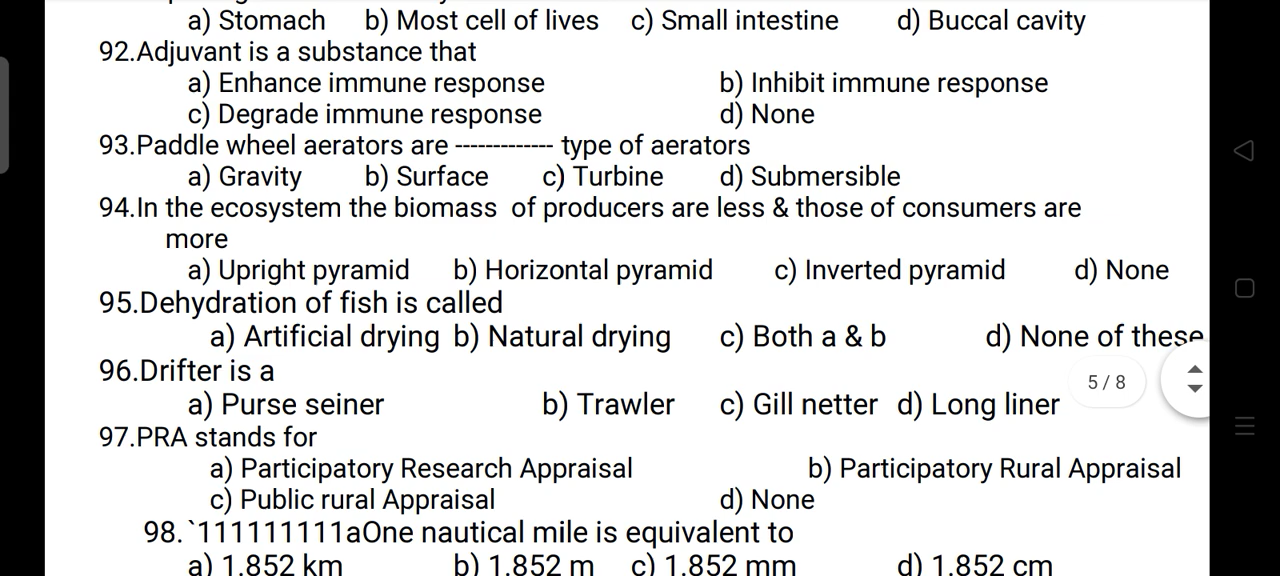 a) Stomach b) Most cell of lives c) Small intestine d) Buccal cavity
92.Adjuvant is a substance that
a) Enhance immune response b) Inhibit immune response
c) Degrade immune response d) None
93.Paddle wheel aerators are ------------- type of aerators
a) Gravity b) Surface c) Turbine d) Submersible
94.In the ecosystem the biomass of producers are less & those of consumers are
more
a) Upright pyramid b) Horizontal pyramid c) Inverted pyramid d) None
95.Dehydration of fish is called
a) Artificial drying b) Natural drying c) Both a & b d) None of these
96.Drifter is a
5 / 8
a) Purse seiner b) Trawler c) Gill netter d) Long liner
97.PRA stands for
a) Participatory Research Appraisal b) Participatory Rural Appraisal
c) Public rural Appraisal d) None
98.`111111111aOne nautical mile is equivalent to
a) 1.852 km b) 1.852 m c) 1.852 mm d) 1.852 cm